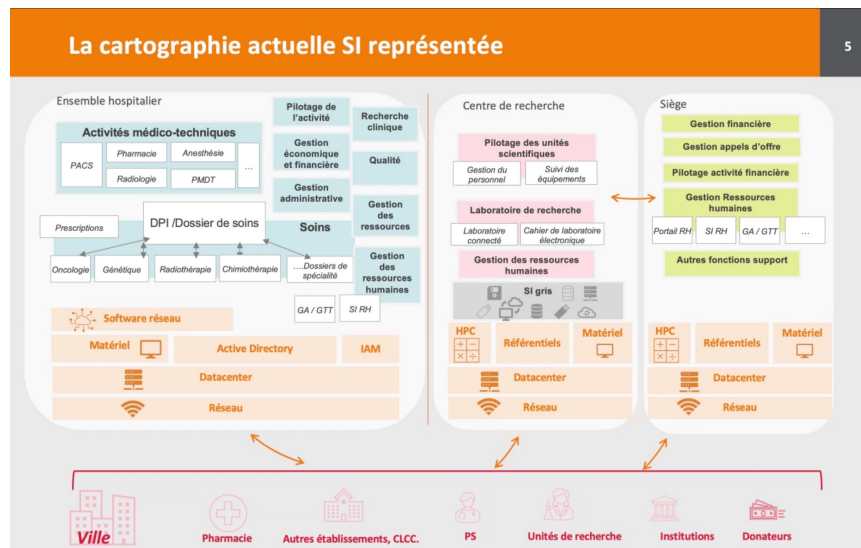 La cartographie actuelle SI représentée
5
Ensemble hospitalier
Activités médico-techniques
PACS
Pharmacie
Anesthésie
...
Radiologie
PMDT
Pilotage de
l'activité
Gestion
économique
et financière
Gestion
administrative
Recherche
clinique
Qualité
Gestion
des
ressources
Gestion
des
ressources
humaines
Prescriptions
DPI /Dossier de soins
Soins
Oncologie
Génétique
Radiothérapie
Chimiothérapie
....Dossiers de
spécialité
GA / GTT
SI RH
Software réseau
Matériel
Active Directory
IAM
Datacenter
Réseau
Centre de recherche
Pilotage des unités
scientifiques
Gestion du
personnel
Suivi des
équipements
Laboratoire de recherche
Laboratoire
connecté
Cahier de laboratoire
électronique
Gestion des ressources
humaines
SI gris
HPC
Référentiels
Matériel
Datacenter
Réseau
Siège
Gestion financière
Gestion appels d'offre
Pilotage activité financière
Gestion Ressources
humaines
Portail RH
SI RH
GA / GTT
...
Autres fonctions support
HPC
Référentiels
Matériel
Datacenter
Réseau
Ville
Pharmacie
Autres établissements, CLCC.
PS
Unités de recherche
Institutions
Donateurs